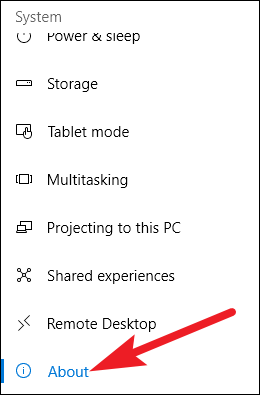 System
Power & sleep
Storage
Tablet mode
Multitasking
Projecting to this PC
Shared experiences
Remote Desktop
About